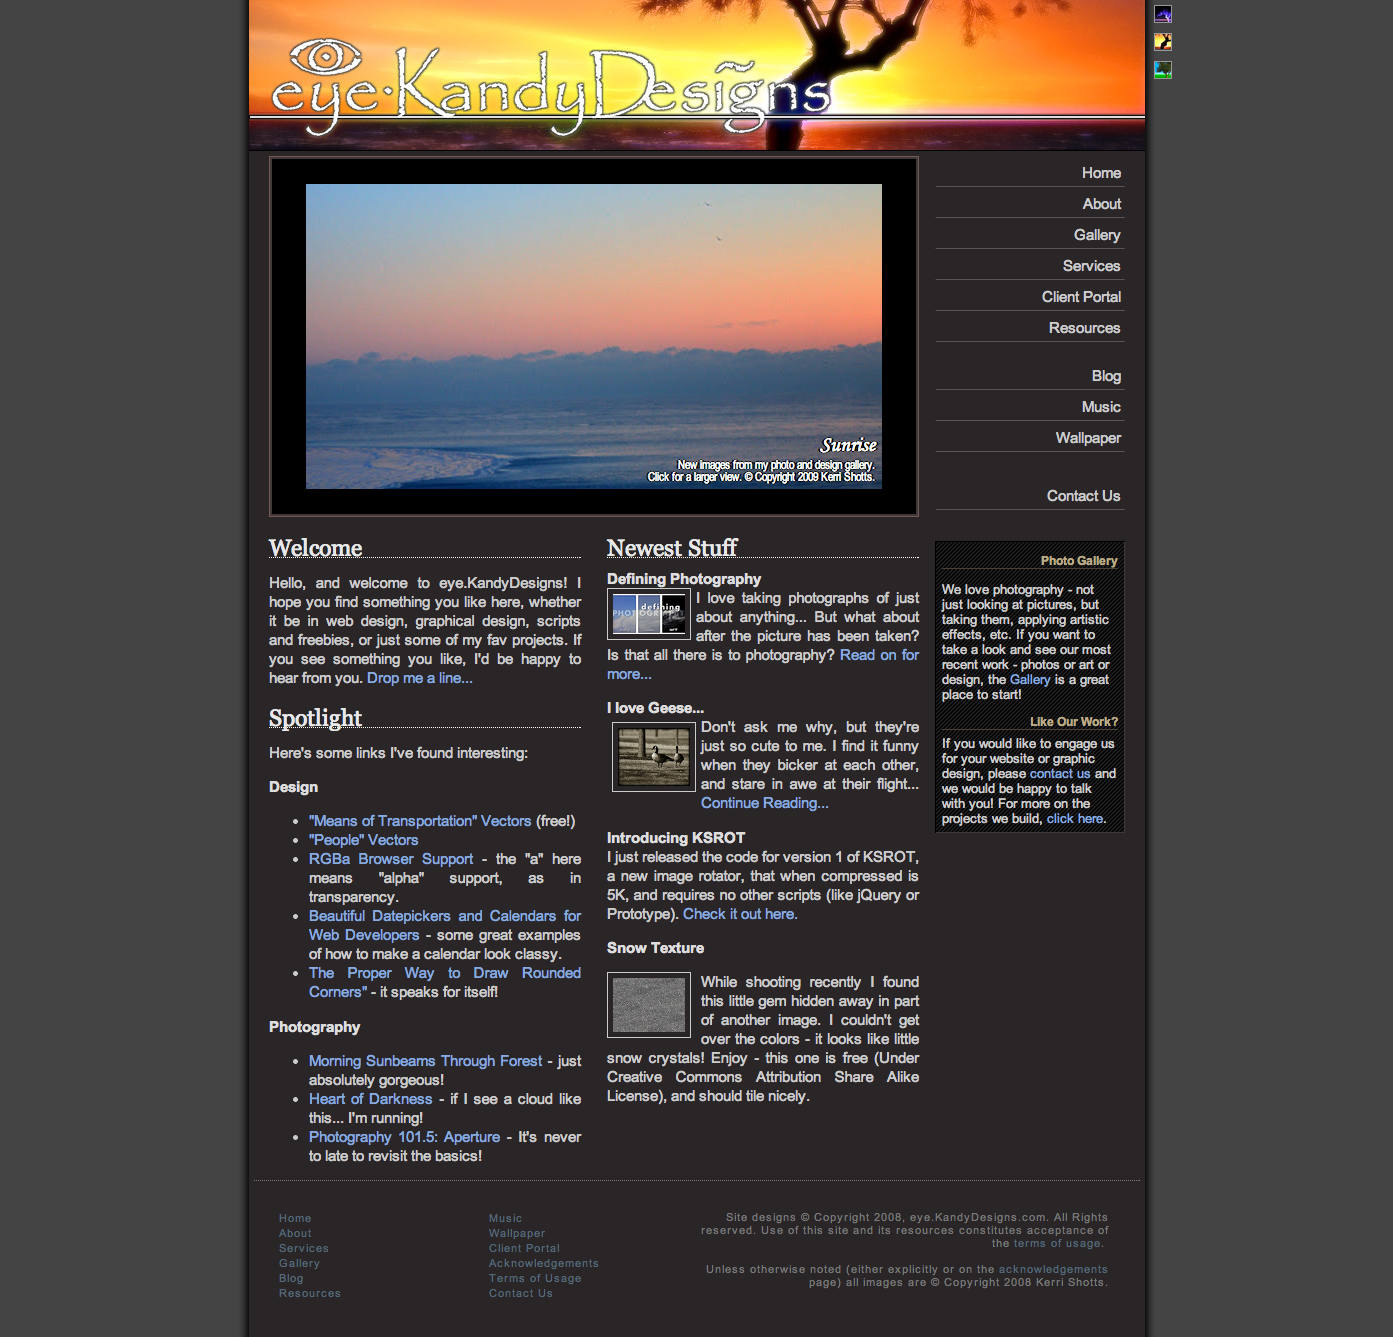 eye·KandyDesigns
Home
About
Gallery
Services
Client Portal
Resources
Blog
Music
Wallpaper
Contact Us
Sunrise
New images from my photo and design gallery.
Click for a larger view. © Copyright 2009 Kerri Shotts.
Welcome
Hello, and welcome to eye.KandyDesigns! I
hope you find something you like here, whether
it be in web design, graphical design, scripts
and freebies, or just some of my fav projects. If
you see something you like, I'd be happy to
hear from you. Drop me a line...
Spotlight
Here's some links I've found interesting:
Design
• "Means of Transportation" Vectors (free!)
• "People" Vectors
• RGBa Browser Support - the "a" here
means "alpha" support, as in
transparency.
• Beautiful Datepickers and Calendars for
Web Developers - some great examples
of how to make a calendar look classy.
• The Proper Way to Draw Rounded
Corners" - it speaks for itself!
Photography
• Morning Sunbeams Through Forest - just
absolutely gorgeous!
• Heart of Darkness - if I see a cloud like
this... I'm running!
• Photography 101.5: Aperture - It's never
to late to revisit the basics!
Newest Stuff
Defining Photography
defining
PHOTOGRAPHY
I love taking photographs of just
about anything... But what about
after the picture has been taken?
Is that all there is to photography? Read on for
more...
I love Geese...
Don't ask me why, but they're
just so cute to me. I find it funny
when they bicker at each other,
and stare in awe at their flight...
Continue Reading...
Introducing KSROT
I just released the code for version 1 of KSROT,
a new image rotator, that when compressed is
5K, and requires no other scripts (like jQuery or
Prototype). Check it out here.
Snow Texture
While shooting recently I found
this little gem hidden away in part
of another image. I couldn't get
over the colors - it looks like little
snow crystals! Enjoy - this one is free (Under
Creative Commons Attribution Share Alike
License), and should tile nicely.
Photo Gallery
We love photography - not
just looking at pictures, but
taking them, applying artistic
effects, etc. If you want to
take a look and see our most
recent work - photos or art or
design, the Gallery is a great
place to start!
Like Our Work?
If you would like to engage us
for your website or graphic
design, please contact us and
we would be happy to talk
with you! For more on the
projects we build, click here.
Home
About
Services
Gallery
Blog
Resources
Music
Wallpaper
Client Portal
Acknowledgements
Terms of Usage
Contact Us
Site designs © Copyright 2008, eye.KandyDesigns.com. All Rights
reserved. Use of this site and its resources constitutes acceptance of
the terms of usage.
Unless otherwise noted (either explicitly or on the acknowledgements
page) all images are © Copyright 2008 Kerri Shotts.